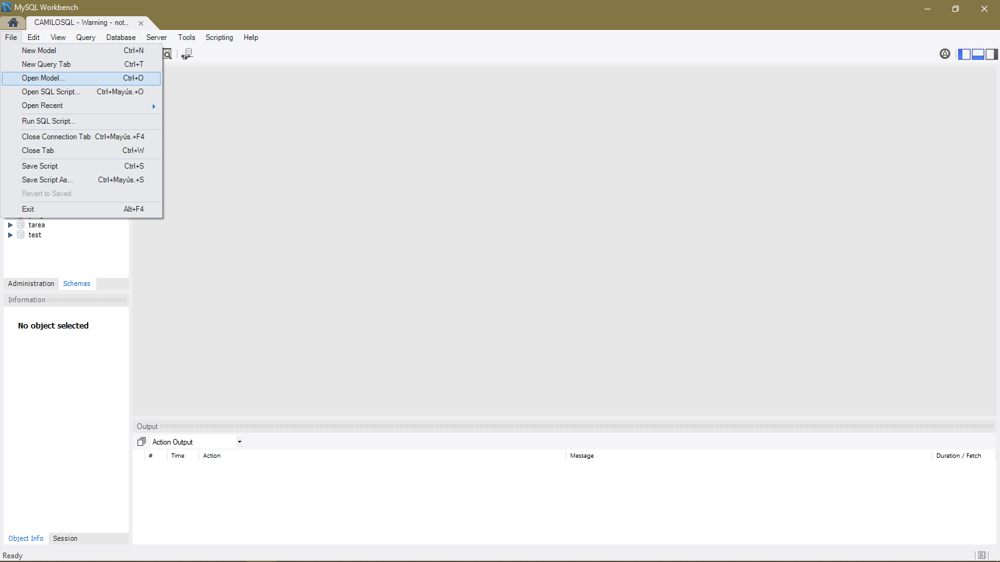 MySQL Workbench
CAMILOSQL - Warning - not...
File Edit View Query Database Server Tools Scripting Help
New Model Ctrl+N
New Query Tab Ctrl+T
Open Model... Ctrl+O
Open SQL Script... Ctrl+Mayús.+O
Open Recent
Run SQL Script...
Close Connection Tab Ctrl+Mayús.+F4
Close Tab Ctrl+W
Save Script Ctrl+S
Save Script As... Ctrl+Mayús.+S
Revert to Saved
Exit Alt+F4
tarea
test
Administration Schemas
Information
No object selected
Output
Action Output
# Time Action Message Duration / Fetch
Object Info Session
Ready